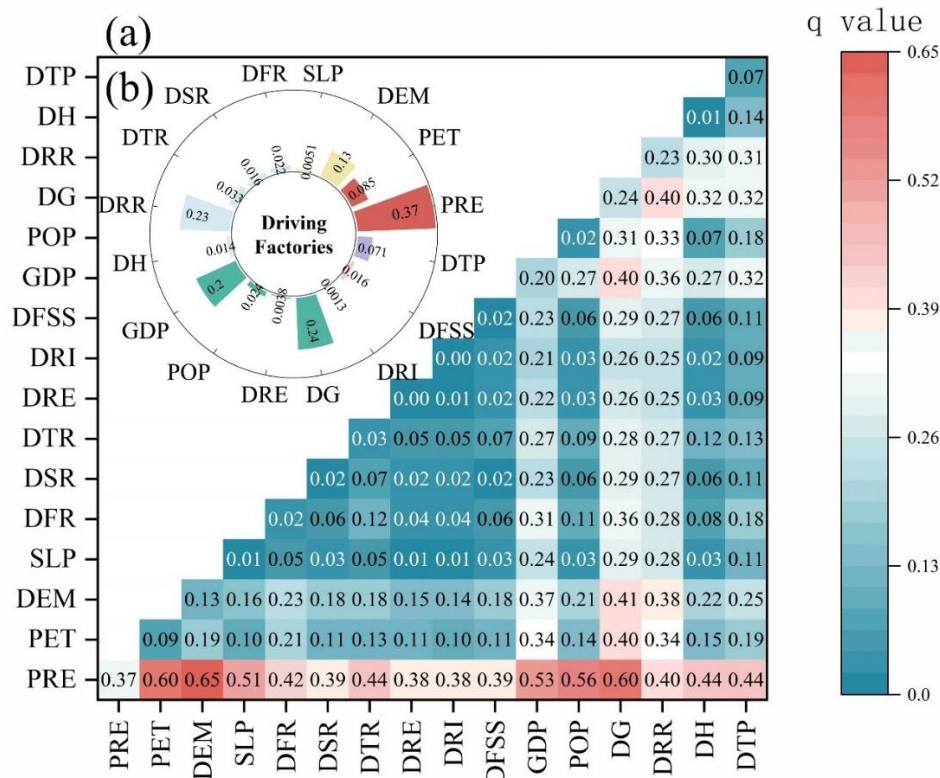 (a)
q value
(b)
DFR SLP
DSR DEM
DTR PET
DRR PRE
DH DTP
GDP DFSS
POP DRI
DRE DG
Driving
Factories
0.0051
0.13
0.085
0.37
0.071
0.016
0.0013
0.24
0.0038
0.024
0.2
0.014
0.23
0.033
0.016
DTP 0.07
DH 0.01 0.14
DRR 0.23 0.30 0.31
DG 0.24 0.40 0.32 0.32
POP 0.02 0.31 0.33 0.07 0.18
GDP 0.20 0.27 0.40 0.36 0.27 0.32
DFSS 0.02 0.23 0.06 0.29 0.27 0.06 0.11
DRI 0.00 0.02 0.21 0.03 0.26 0.25 0.02 0.09
DRE 0.00 0.01 0.02 0.22 0.03 0.26 0.25 0.03 0.09
DTR 0.03 0.05 0.05 0.07 0.27 0.09 0.28 0.27 0.12 0.13
DSR 0.02 0.07 0.02 0.02 0.02 0.23 0.06 0.29 0.27 0.06 0.11
DFR 0.02 0.06 0.12 0.04 0.04 0.06 0.31 0.11 0.36 0.28 0.08 0.18
SLP 0.01 0.05 0.03 0.05 0.01 0.01 0.03 0.24 0.03 0.29 0.28 0.03 0.11
DEM 0.13 0.16 0.23 0.18 0.18 0.15 0.14 0.18 0.37 0.21 0.41 0.38 0.22 0.25
PET 0.09 0.19 0.10 0.21 0.11 0.13 0.11 0.10 0.11 0.34 0.14 0.40 0.34 0.15 0.19
PRE 0.37 0.60 0.65 0.51 0.42 0.39 0.44 0.38 0.38 0.39 0.53 0.56 0.60 0.40 0.44 0.44
PRE PET DEM SLP DFR DSR DTR DRE DRI DFSS GDP POP DG DRR DH DTP
0.65
0.52
0.39
0.26
0.13
0.0